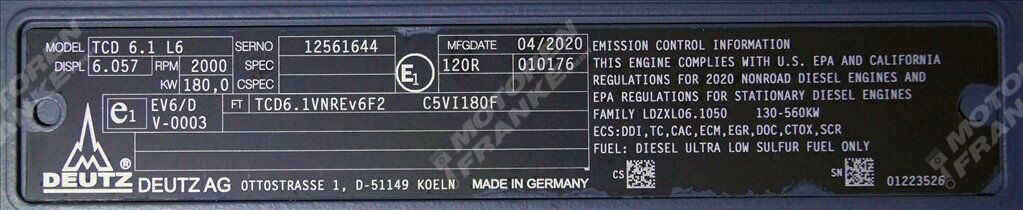 MODEL TCD 6.1 L6 SERNO 12561644 MFGDATE 04/2020
DISPL 6.057 RPM 2000 SPEC E1 120R 010176
KW 180,0 CSPEC
e1 EV6/D FT TCD6.1VNREv6F2 C5VI180F
V-0003
DEUTZ ® DEUTZ AG OTTOSTRASSE 1, D-51149 KOELN MADE IN GERMANY
EMISSION CONTROL INFORMATION
THIS ENGINE COMPLIES WITH U.S. EPA AND CALIFORNIA
REGULATIONS FOR 2020 NONROAD DIESEL ENGINES AND
EPA REGULATIONS FOR STATIONARY DIESEL ENGINES
FAMILY LDZXL06.1050 130-560KW
ECS:DDI,TC,CAC,ECM,EGR,DOC,CTOX,SCR
FUEL: DIESEL ULTRA LOW SULFUR FUEL ONLY
CS SN 01223526
MOTOREN
FRANKE